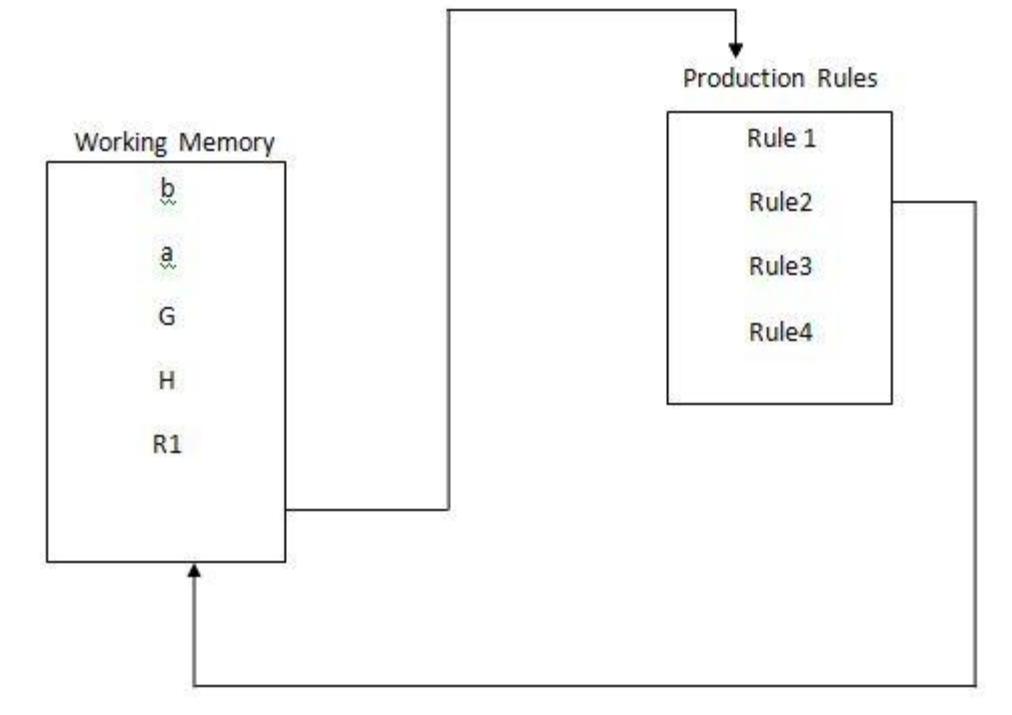 Production Rules
Rule 1
Rule2
Rule3
Rule4
Working Memory
b
a
G
H
R1